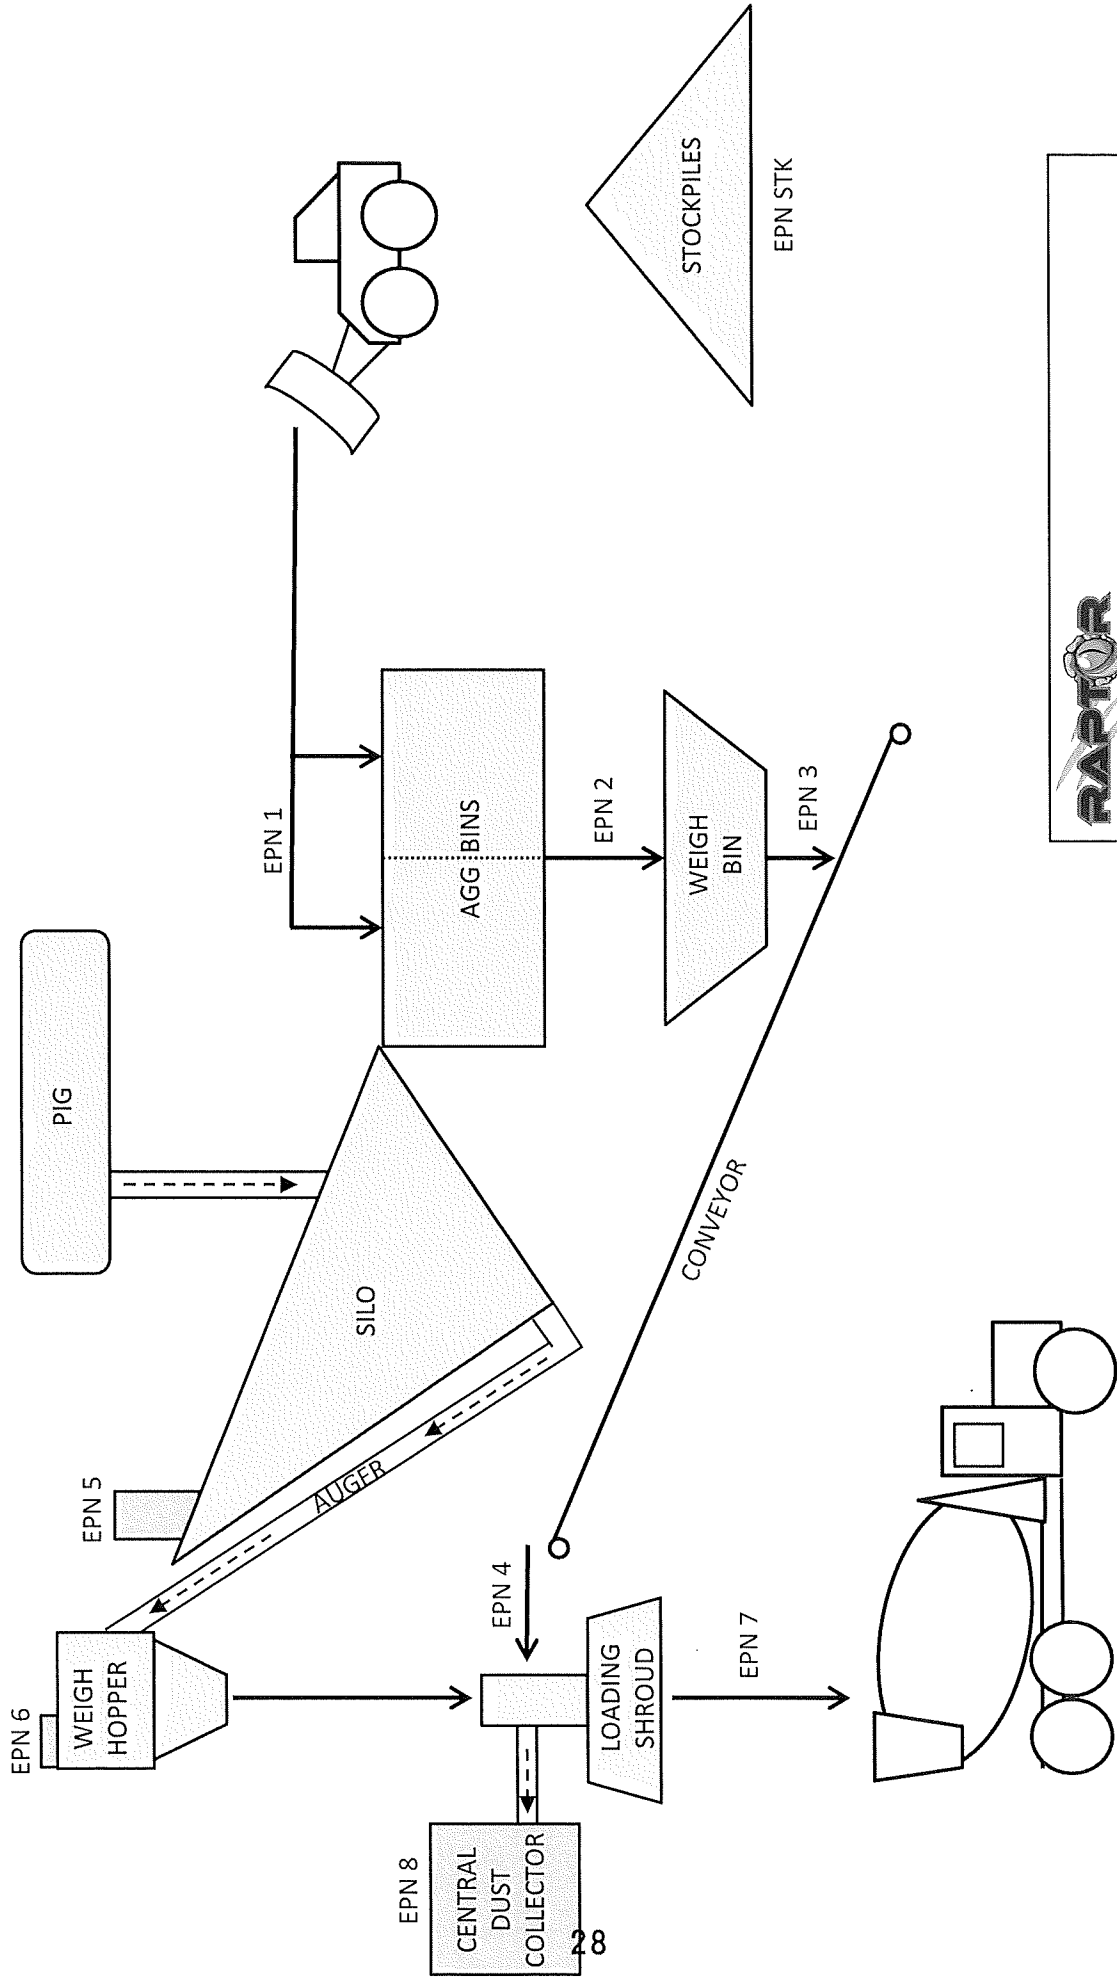 EPN 6
WEIGH
HOPPER
EPN 5
PIG
SILO
AUGER
EPN 1
AGG BINS
EPN 2
WEIGH
BIN
EPN 3
STOCKPILES
EPN STK
CONVEYOR
EPN 4
EPN 8
CENTRAL
DUST
COLLECTOR
LOADING
SHROUD
EPN 7
RAPTOR
28